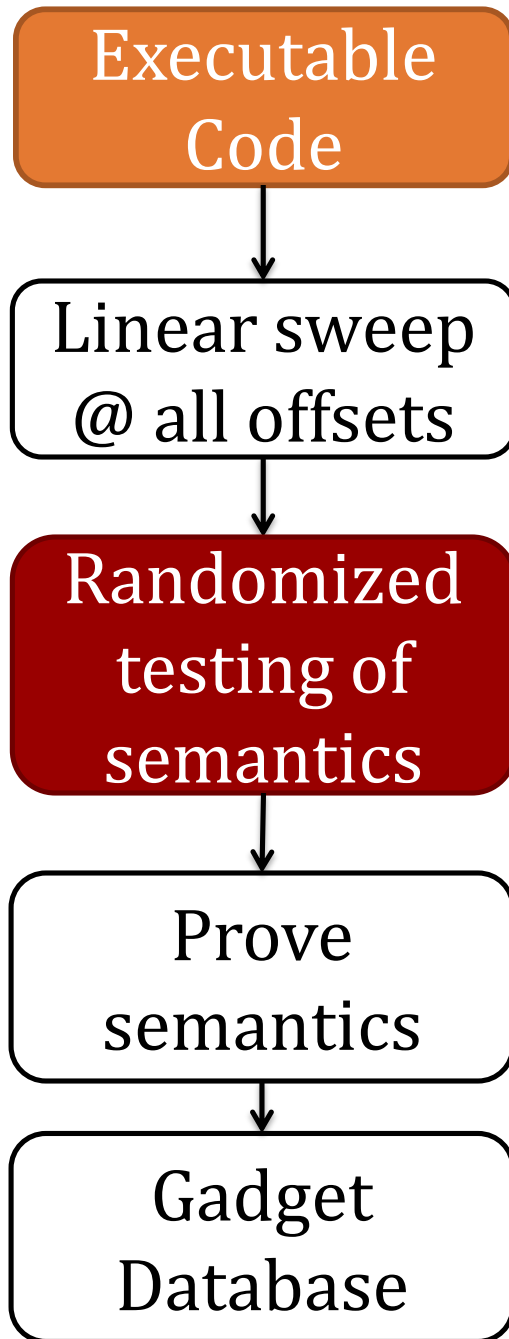 Executable
Code
Linear sweep
@ all offsets
Randomized
testing of
semantics
Prove
semantics
Gadget
Database